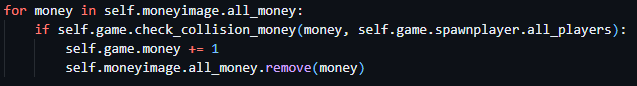 for money in self.moneyimage.all_money:
    if self.game.check_collision_money(money, self.game.spawnplayer.all_players):
        self.game.money += 1
        self.moneyimage.all_money.remove(money)